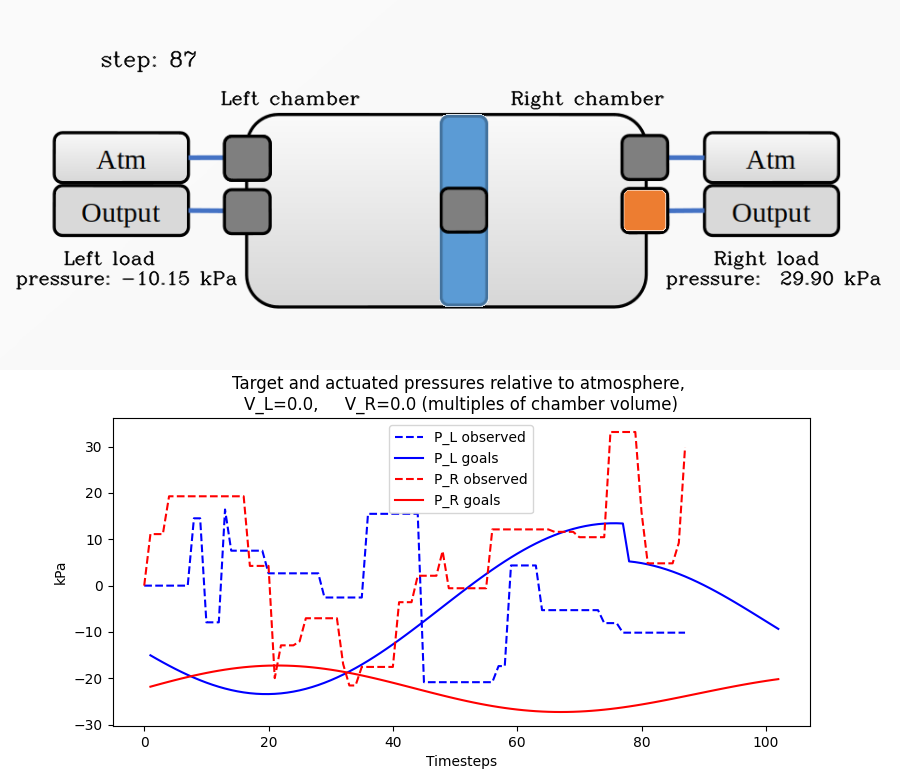 step: 87
Left chamber
Right chamber
Atm
Atm
Output
Output
Left load
pressure: −10.15 kPa
Right load
pressure: 29.90 kPa
Target and actuated pressures relative to atmosphere,
V_L=0.0, V_R=0.0 (multiples of chamber volume)
P_L observed
P_L goals
P_R observed
P_R goals
kPa
30
20
10
0
−10
−20
−30
0 20 40 60 80 100
Timesteps